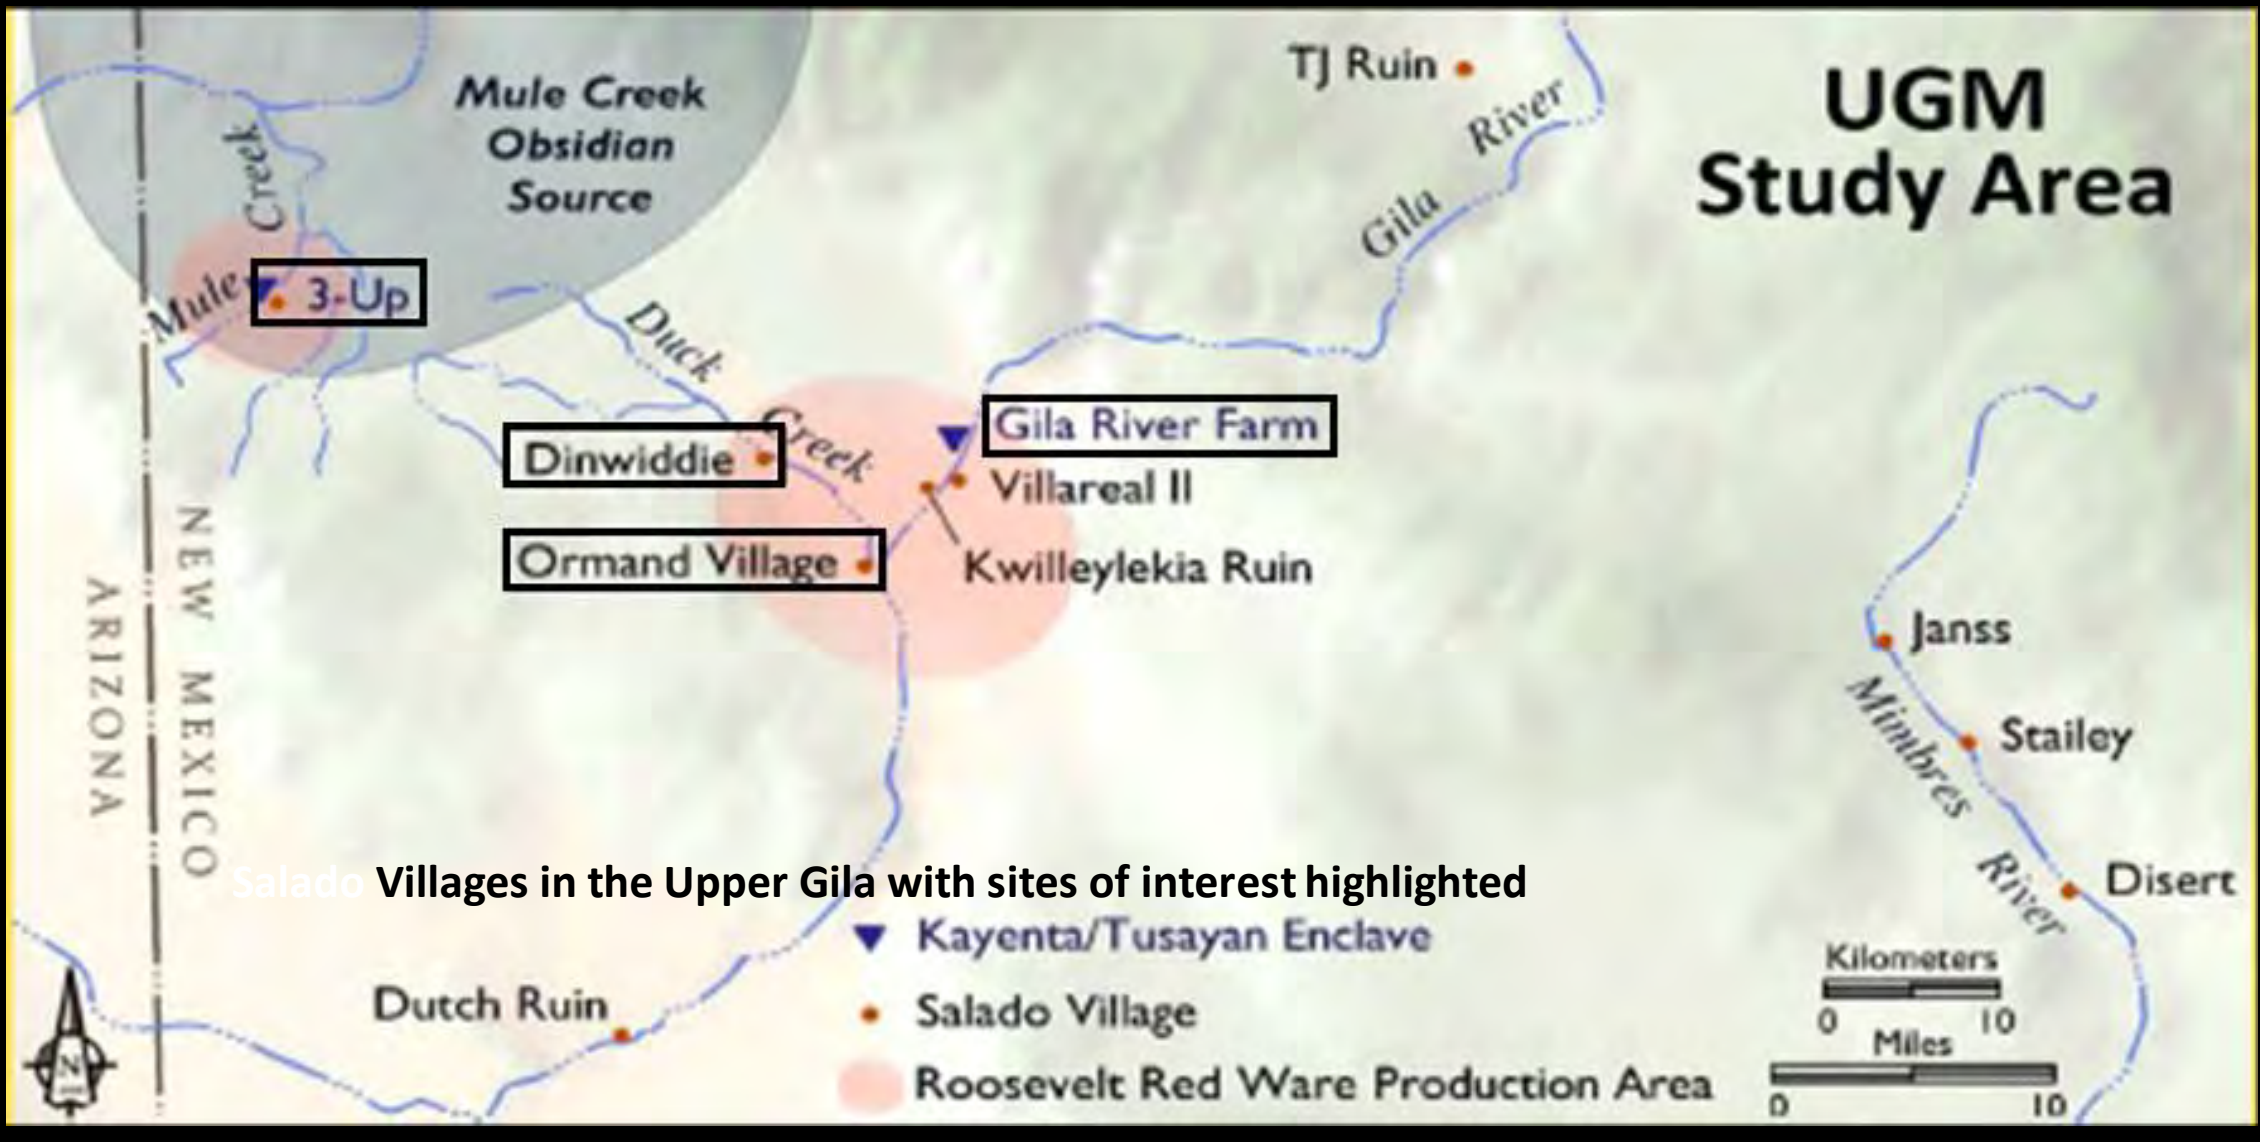 UGM
Study Area
TJ Ruin
Gila River
Mule Creek
Obsidian
Source
Mule Creek
3-Up
Duck Creek
Dinwiddie
Gila River Farm
Villareal II
Ormand Village
Kwilleylekia Ruin
ARIZONA
NEW MEXICO
Janss
Stailey
Mimbres River
Disert
Salado Villages in the Upper Gila with sites of interest highlighted
Kayenta/Tusayan Enclave
Dutch Ruin
Salado Village
Roosevelt Red Ware Production Area
Kilometers
0 10
Miles
0 10
N